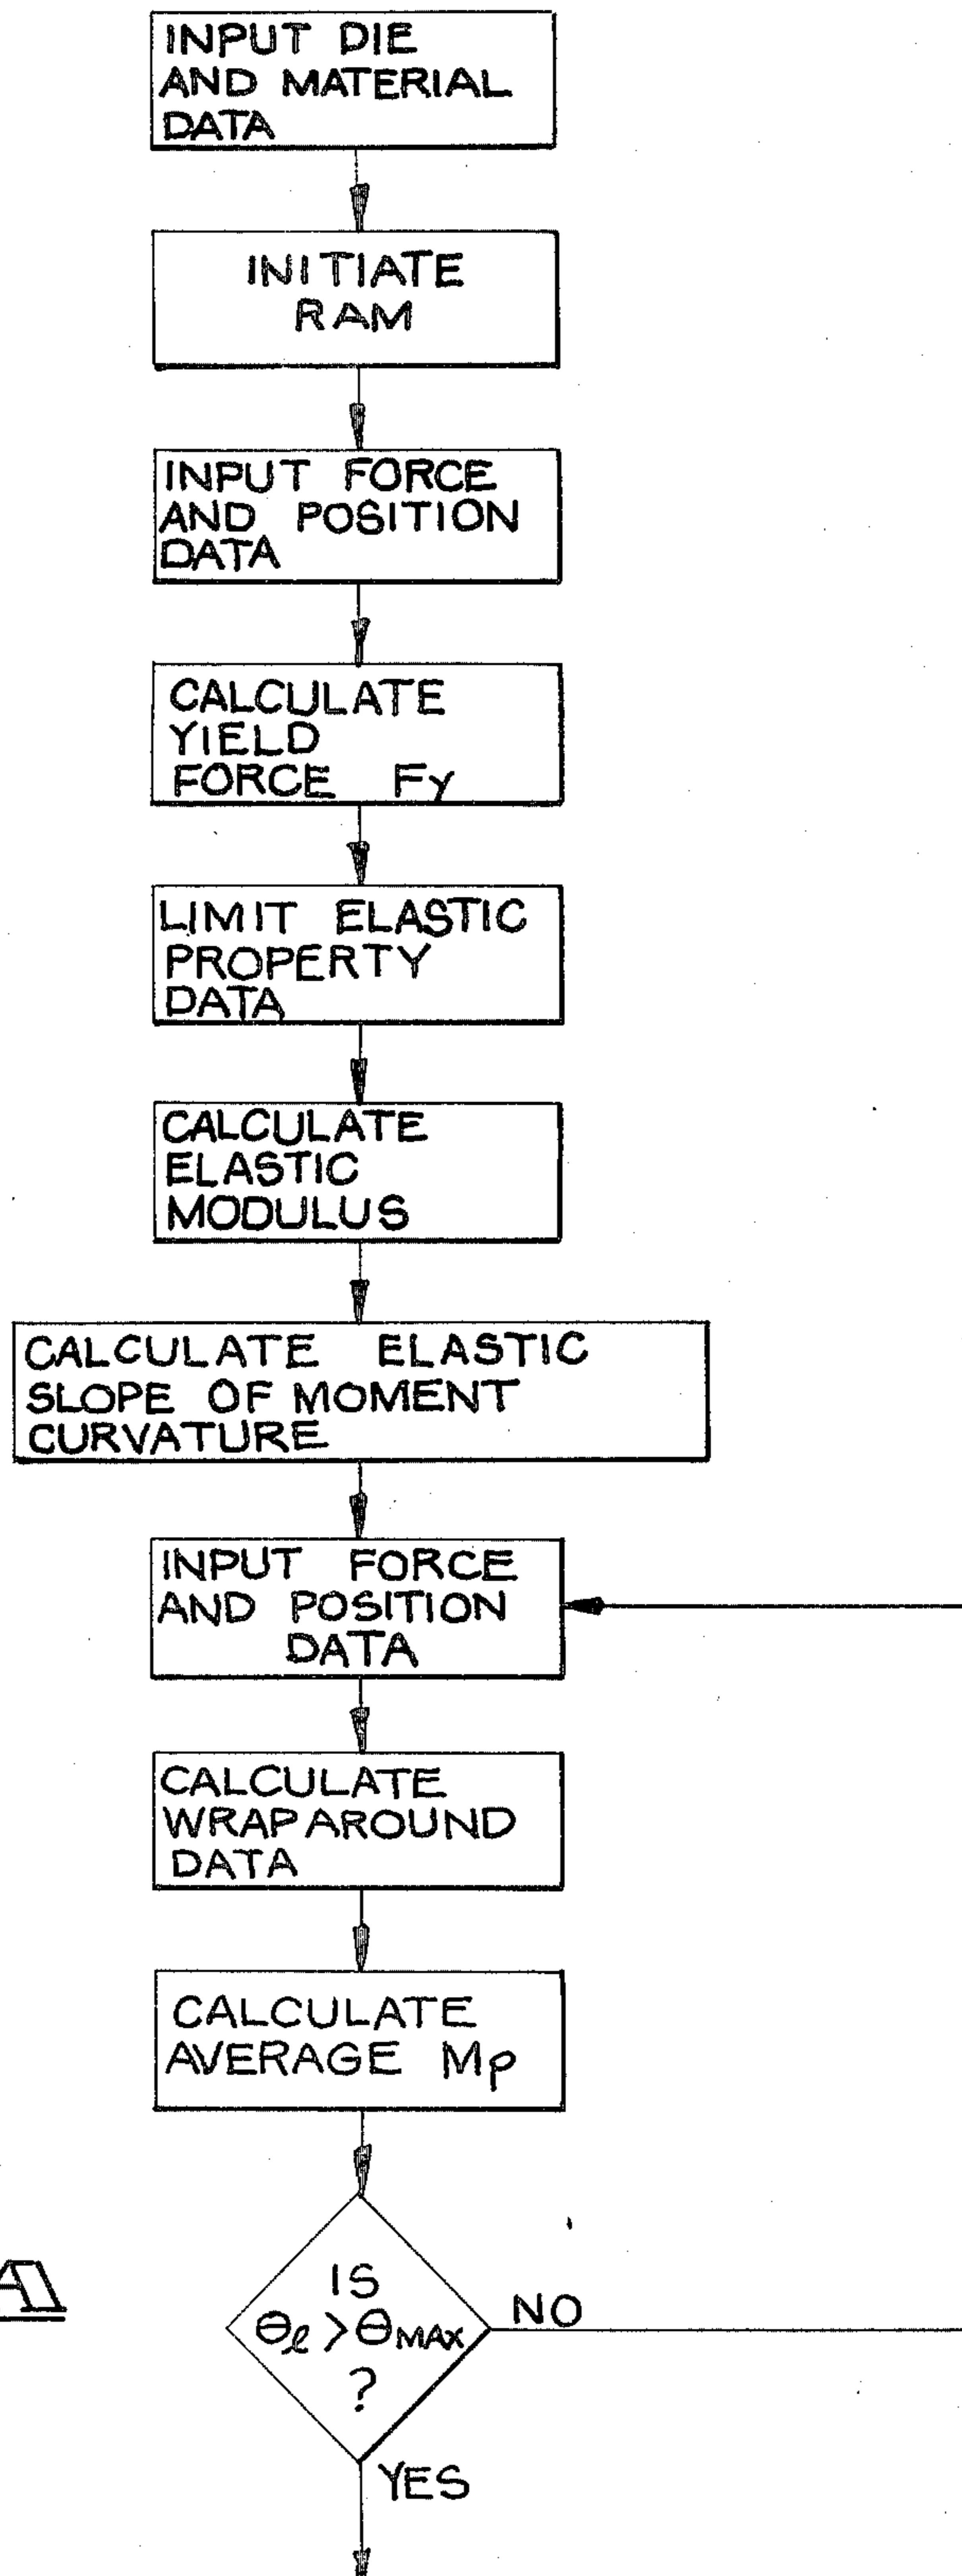 INPUT DIE
AND MATERIAL
DATA
INITIATE
RAM
INPUT FORCE
AND POSITION
DATA
CALCULATE
YIELD
FORCE Fy
LIMIT ELASTIC
PROPERTY
DATA
CALCULATE
ELASTIC
MODULUS
CALCULATE ELASTIC
SLOPE OF MOMENT
CURVATURE
INPUT FORCE
AND POSITION
DATA
CALCULATE
WRAPAROUND
DATA
CALCULATE
AVERAGE Mρ
IS
Θℓ > ΘMAX
?
NO
YES